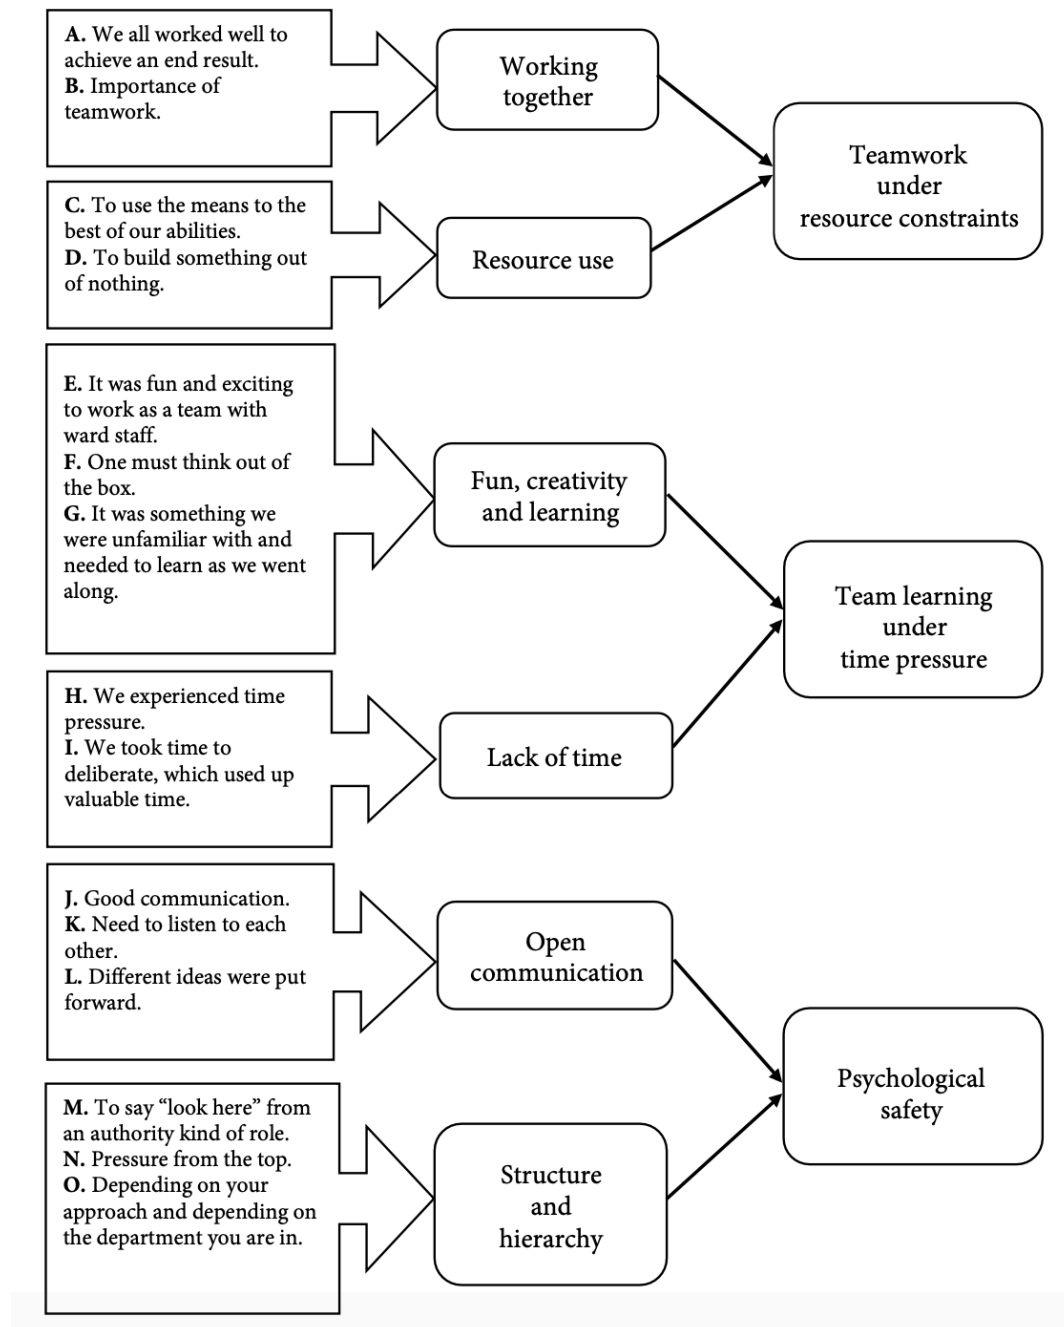 A. We all worked well to
achieve an end result.
B. Importance of
teamwork.
Working
together
C. To use the means to the
best of our abilities.
D. To build something out
of nothing.
Resource use
Teamwork
under
resource constraints
E. It was fun and exciting
to work as a team with
ward staff.
F. One must think out of
the box.
G. It was something we
were unfamiliar with and
needed to learn as we went
along.
Fun, creativity
and learning
H. We experienced time
pressure.
I. We took time to
deliberate, which used up
valuable time.
Lack of time
Team learning
under
time pressure
J. Good communication.
K. Need to listen to each
other.
L. Different ideas were put
forward.
Open
communication
M. To say “look here” from
an authority kind of role.
N. Pressure from the top.
O. Depending on your
approach and depending on
the department you are in.
Structure
and
hierarchy
Psychological
safety